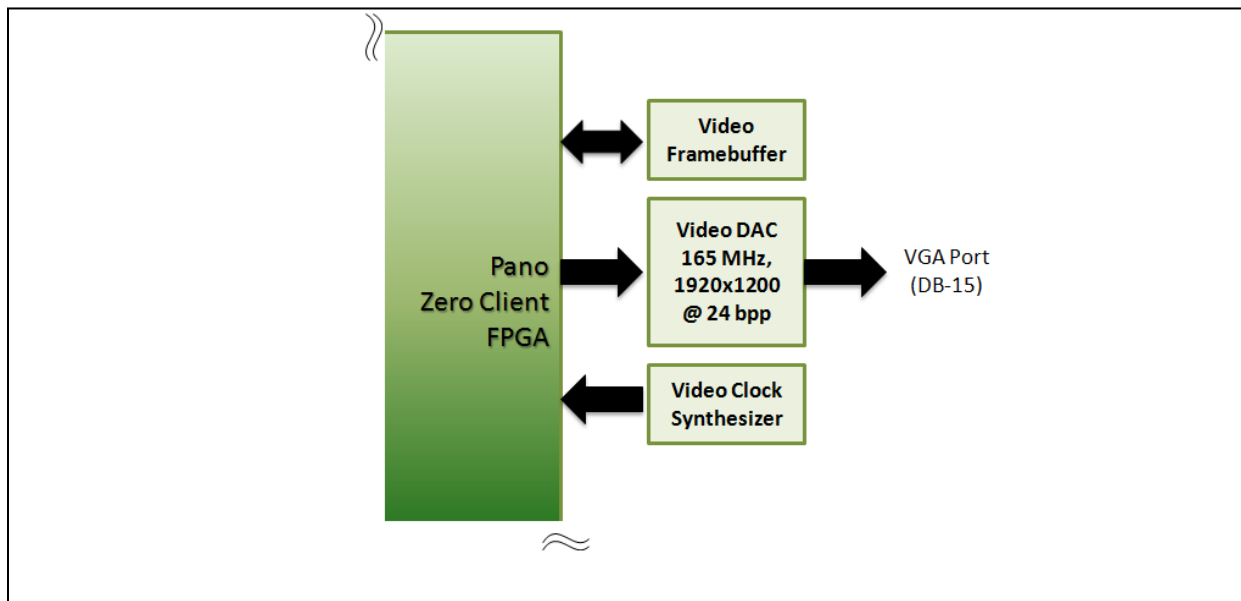 Video
Framebuffer
Video DAC
165 MHz,
1920x1200
@ 24 bpp
VGA Port
(DB-15)
Pano
Zero Client
FPGA
Video Clock
Synthesizer